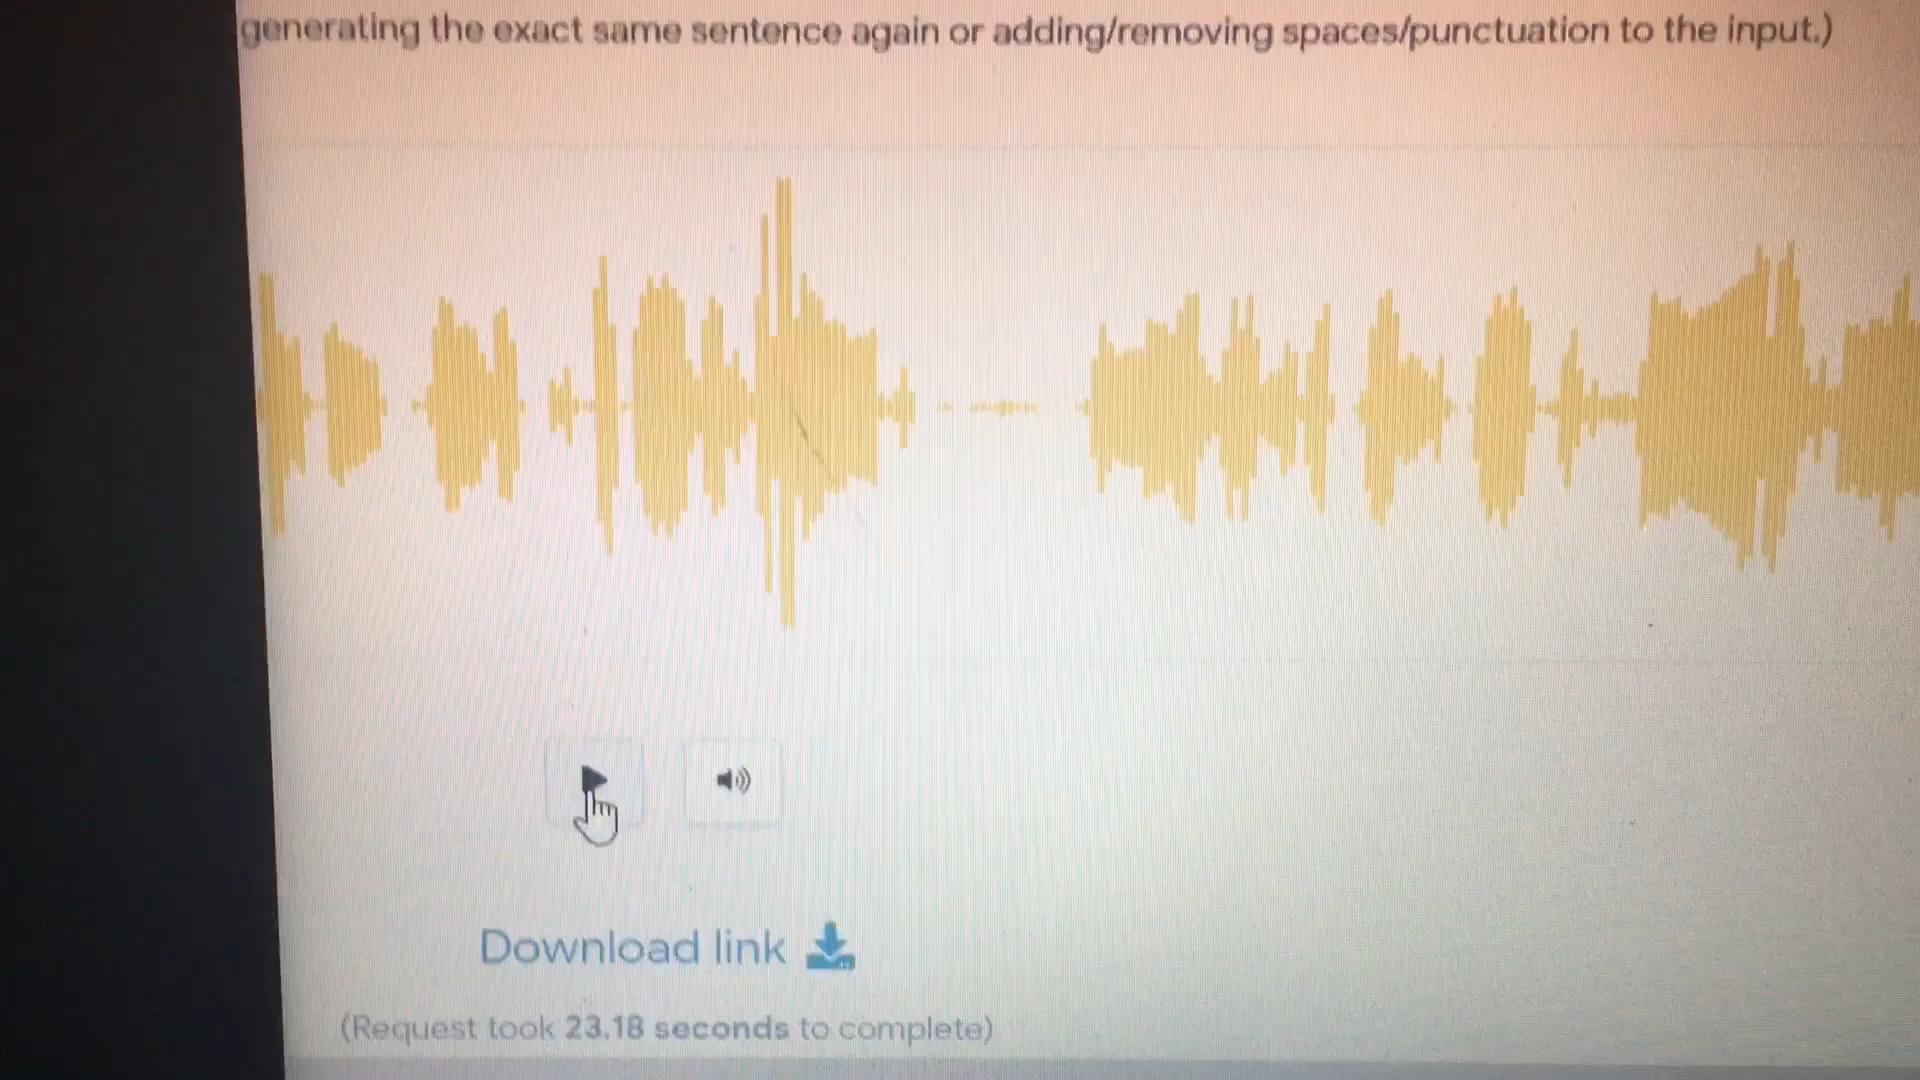 generating the exact same sentence again or adding/removing spaces/punctuation to the input.)
Download link
(Request took 23.18 seconds to complete)